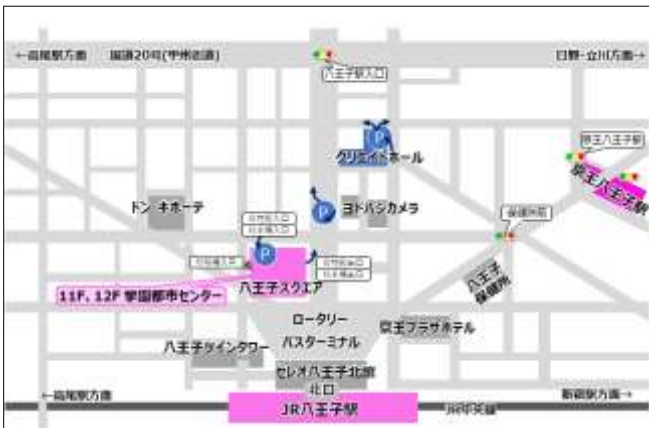 ←高尾駅方面
国道20号(甲州街道)
日野・立川方面→
八王子駅入口
京王八王子駅
P
クリエイトホール
京王八王子駅
ドン キホーテ
P
ヨドバシカメラ
保健所前
P
八王子
保健所
八王子スクエア
11F、12F 学園都市センター
ロータリー
バスターミナル
京王プラザホテル
八王子ツインタワー
セレオ八王子北館
北口
←高尾駅方面
新宿駅方面→
JR八王子駅
JR中央線